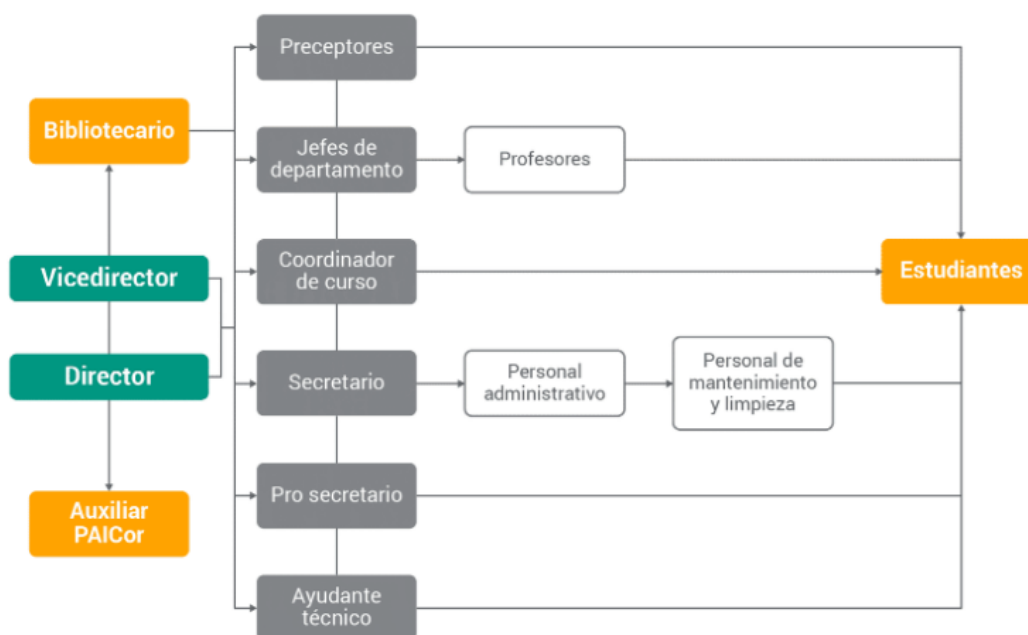 Preceptores
Bibliotecario
Jefes de
departamento
Profesores
Vicedirector
Coordinador
de curso
Estudiantes
Director
Secretario
Personal
administrativo
Personal de
mantenimiento
y limpieza
Auxiliar
PAICor
Pro secretario
Ayudante
técnico